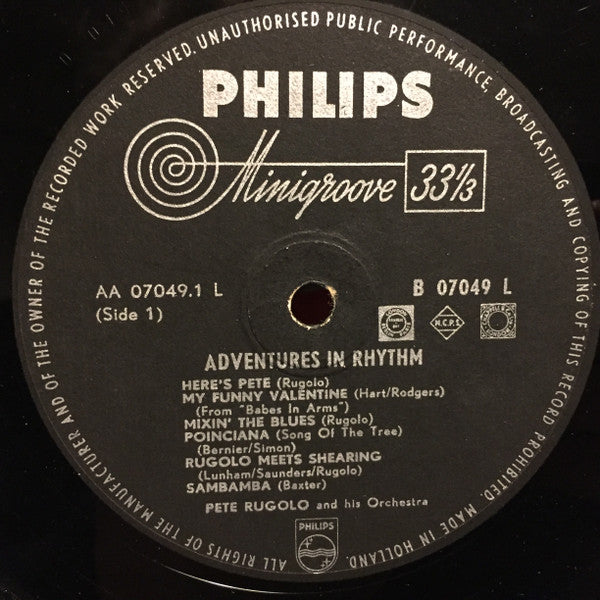 ALL RIGHTS OF THE MANUFACTURER AND OF THE OWNER OF THE RECORDED WORK RESERVED. UNAUTHORISED PUBLIC PERFORMANCE, BROADCASTING AND COPYING OF THIS RECORD PROHIBITED. MADE IN HOLLAND.
PHILIPS
Minigroove 33⅓
AA 07049.1 L
(Side 1)
B 07049 L
N.C.P.S.
ADVENTURES IN RHYTHM
HERE'S PETE (Rugolo)
MY FUNNY VALENTINE (Hart/Rodgers)
(From "Babes In Arms")
MIXIN' THE BLUES (Rugolo)
POINCIANA (Song Of The Tree)
(Bernier/Simon)
RUGOLO MEETS SHEARING
(Lunham/Saunders/Rugolo)
SAMBAMBA (Baxter)
PETE RUGOLO and his Orchestra
PHILIPS